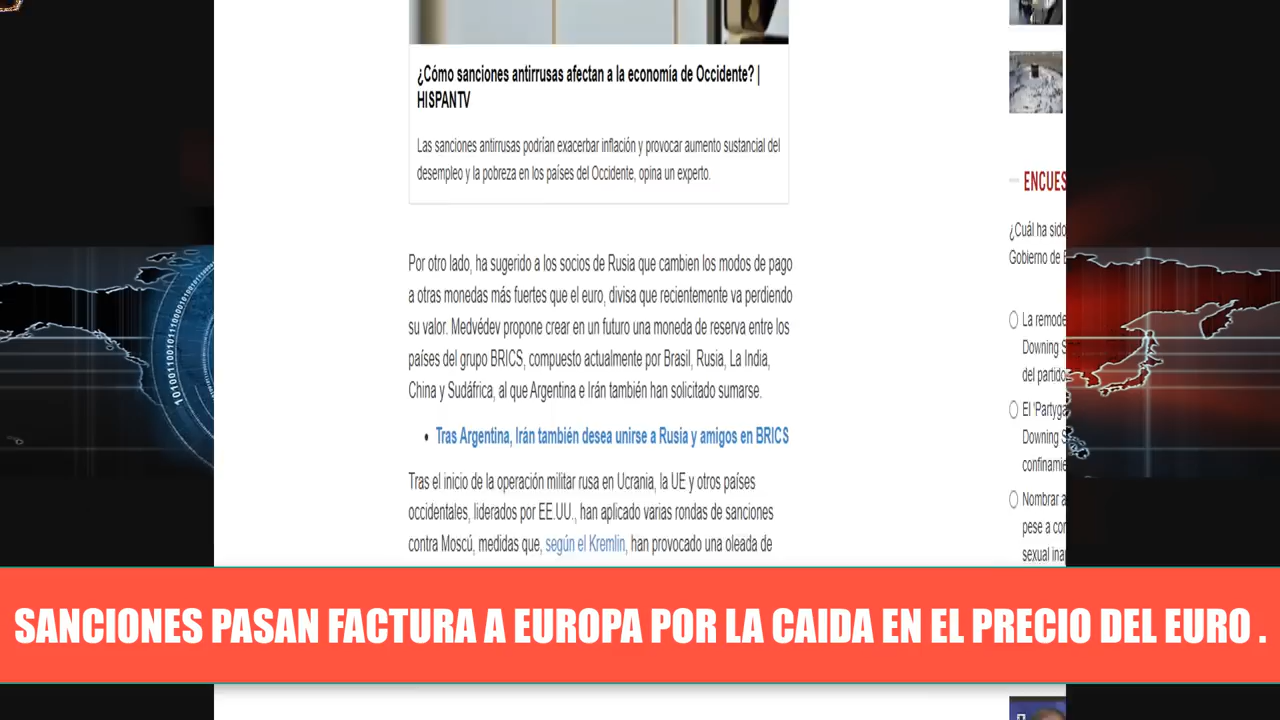 ¿Cómo sanciones antirrusas afectan a la economía de Occidente? |
HISPANTV
Las sanciones antirrusas podrían exacerbar inflación y provocar aumento sustancial del
desempleo y la pobreza en los países del Occidente, opina un experto.
Por otro lado, ha sugerido a los socios de Rusia que cambien los modos de pago
a otras monedas más fuertes que el euro, divisa que recientemente va perdiendo
su valor. Medvédev propone crear en un futuro una moneda de reserva entre los
países del grupo BRICS, compuesto actualmente por Brasil, Rusia, La India,
China y Sudáfrica, al que Argentina e Irán también han solicitado sumarse.
• Tras Argentina, Irán también desea unirse a Rusia y amigos en BRICS
Tras el inicio de la operación militar rusa en Ucrania, la UE y otros países
occidentales, liderados por EE.UU., han aplicado varias rondas de sanciones
contra Moscú, medidas que, según el Kremlin, han provocado una oleada de
ENCUES
¿Cuál ha sido
Gobierno de
La remode
Downing S
del partido
El 'Partyga
Downing S
confinamie
Nombrar a
pese a con
sexual ina
SANCIONES PASAN FACTURA A EUROPA POR LA CAIDA EN EL PRECIO DEL EURO .